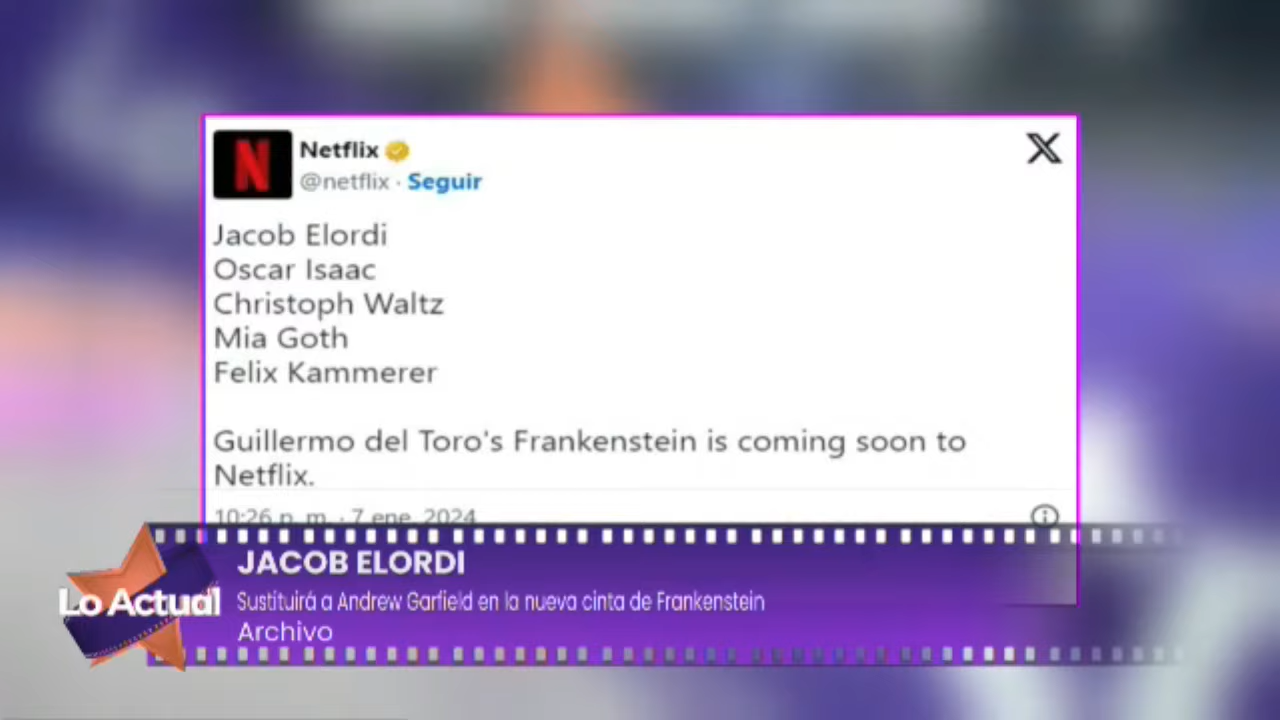 N
Netflix
@netflix · Seguir
X
Jacob Elordi
Oscar Isaac
Christoph Waltz
Mia Goth
Felix Kammerer
Guillermo del Toro's Frankenstein is coming soon to
Netflix.
10:26 p. m. · 7 ene. 2024
JACOB ELORDI
Lo Actual
Sustituirá a Andrew Garfield en la nueva cinta de Frankenstein
Archivo